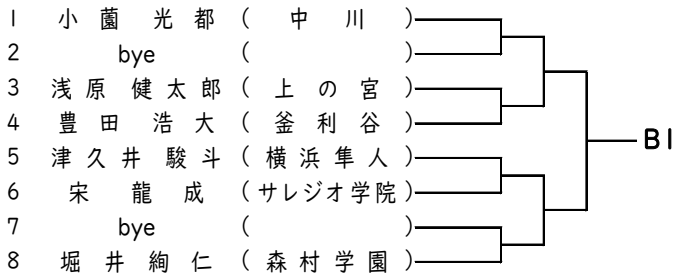 1 小薗 光都 ( 中川 )
2 bye ( )
3 浅原 健太郎 ( 上の宮 )
4 豊田 浩大 ( 釜利谷 )
5 津久井 駿斗 ( 横浜隼人 )
6 宋 龍成 ( サレジオ学院 )
7 bye ( )
8 堀井 絢仁 ( 森村学園 )
B1